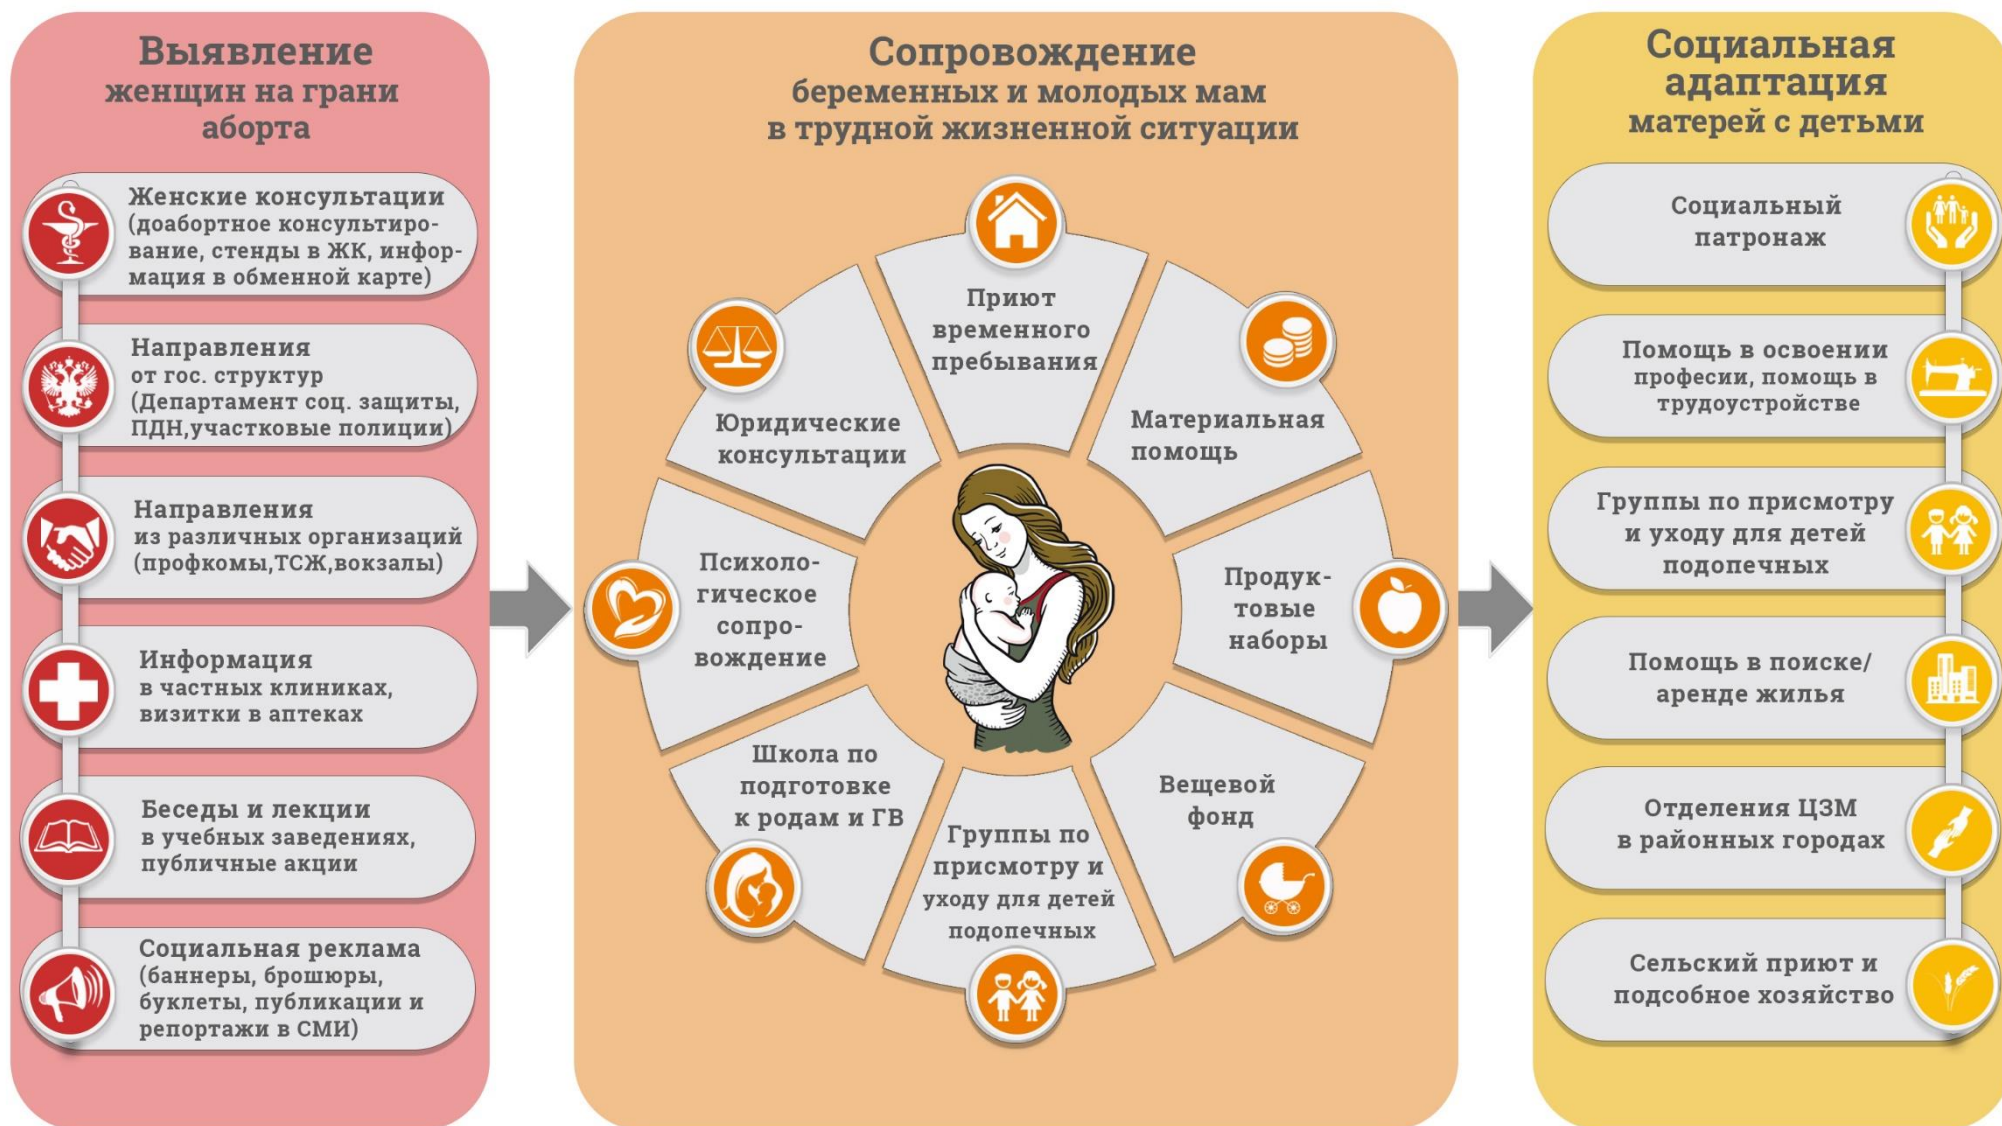 Выявление
женщин на грани
аборта
Женские консультации
(доабортное консультиро-
вание, стенды в ЖК, инфор-
мация в обменной карте)
Направления
от гос. структур
(Департамент соц. защиты,
ПДН,участковые полиции)
Направления
из различных организаций
(профкомы,ТСЖ,вокзалы)
Информация
в частных клиниках,
визитки в аптеках
Беседы и лекции
в учебных заведениях,
публичные акции
Социальная реклама
(баннеры, брошюры,
буклеты, публикации и
репортажи в СМИ)
Сопровождение
беременных и молодых мам
в трудной жизненной ситуации
Приют
временного
пребывания
Материальная
помощь
Продук-
товые
наборы
Вещевой
фонд
Группы по
присмотру и
уходу для детей
подопечных
Школа по
подготовке
к родам и ГВ
Психоло-
гическое
сопро-
вождение
Юридические
консультации
Социальная
адаптация
матерей с детьми
Социальный
патронаж
Помощь в освоении
професии, помощь в
трудоустройстве
Группы по присмотру
и уходу для детей
подопечных
Помощь в поиске/
аренде жилья
Отделения ЦЗМ
в районных городах
Сельский приют и
подсобное хозяйство